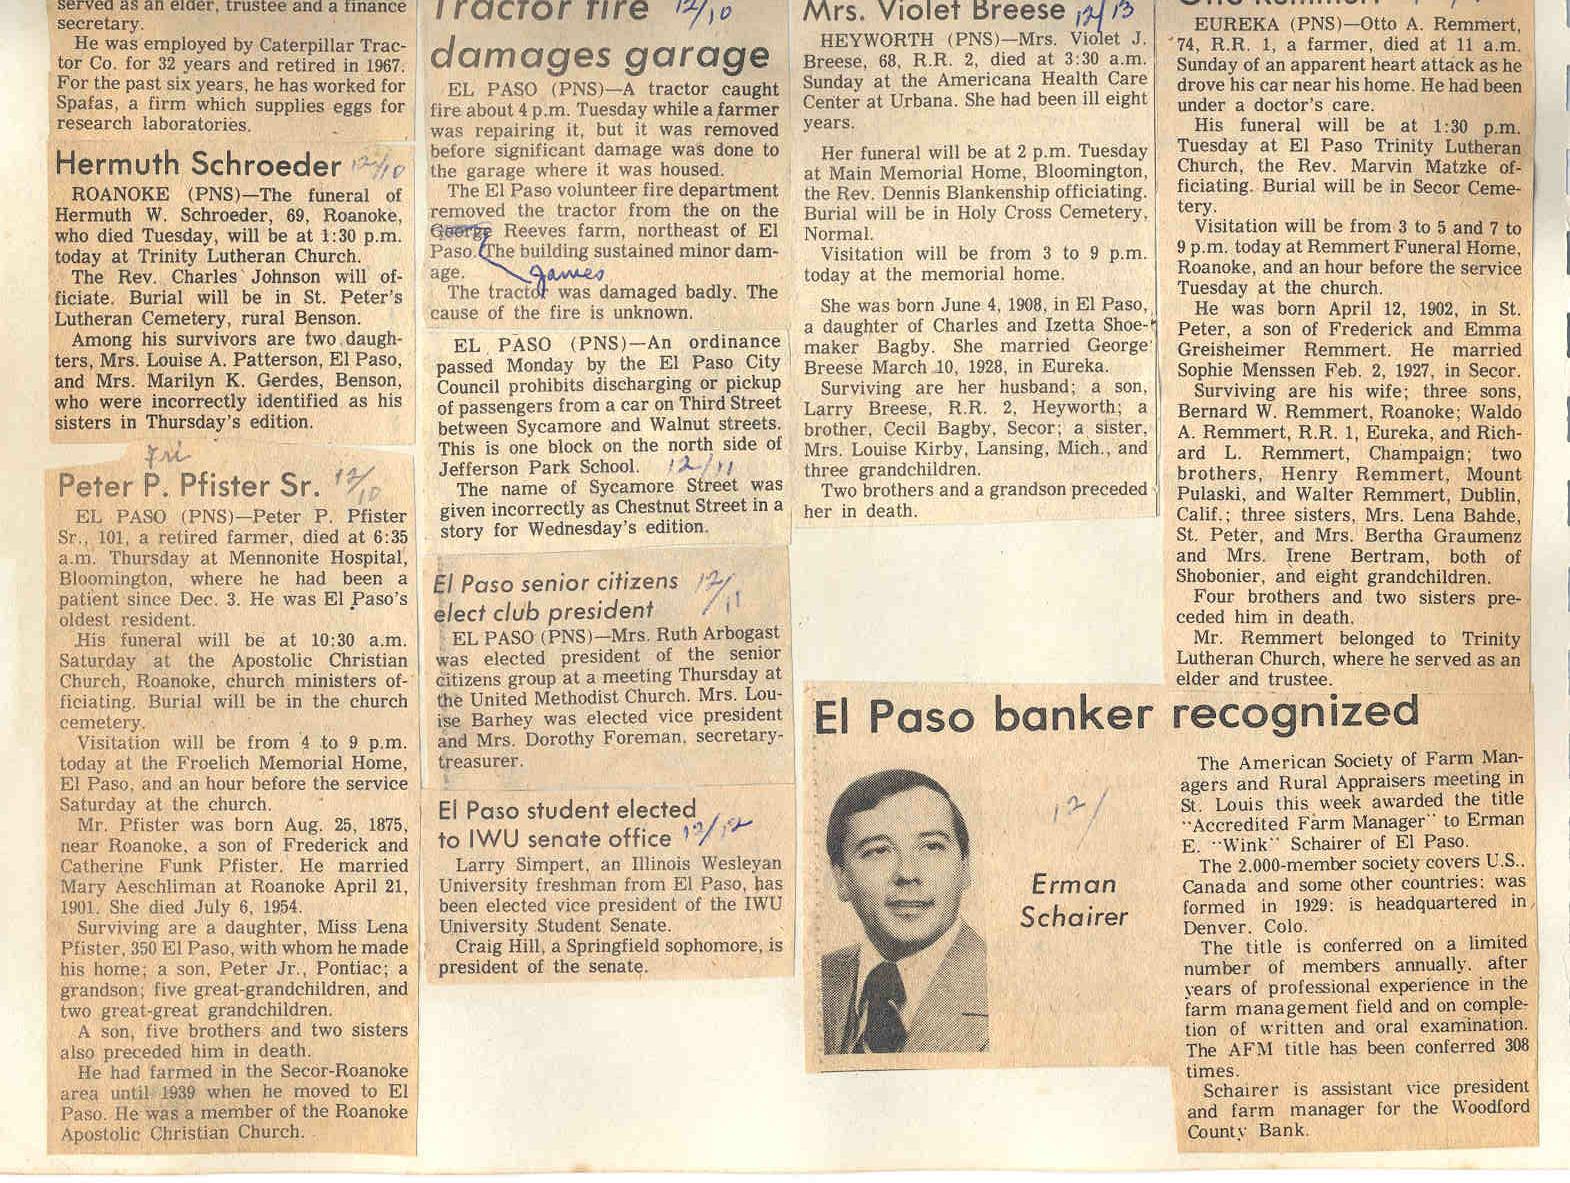 served as an elder, trustee and a finance
secretary.
He was employed by Caterpillar Trac-
tor Co. for 32 years and retired in 1967.
For the past six years, he has worked for
Spafas, a firm which supplies eggs for
research laboratories.
Hermuth Schroeder 12/10
ROANOKE (PNS)—The funeral of
Hermuth W. Schroeder, 69, Roanoke,
who died Tuesday, will be at 1:30 p.m.
today at Trinity Lutheran Church.
The Rev. Charles Johnson will of-
ficiate. Burial will be in St. Peter's
Lutheran Cemetery, rural Benson.
Among his survivors are two daugh-
ters, Mrs. Louise A. Patterson, El Paso,
and Mrs. Marilyn K. Gerdes, Benson,
who were incorrectly identified as his
sisters in Thursday's edition.
Fri
Peter P. Pfister Sr. 12/10
EL PASO (PNS)—Peter P. Pfister
Sr., 101, a retired farmer, died at 6:35
a.m. Thursday at Mennonite Hospital,
Bloomington, where he had been a
patient since Dec. 3. He was El Paso's
oldest resident.
His funeral will be at 10:30 a.m.
Saturday at the Apostolic Christian
Church, Roanoke, church ministers of-
ficiating. Burial will be in the church
cemetery.
Visitation will be from 4 to 9 p.m.
today at the Froelich Memorial Home,
El Paso, and an hour before the service
Saturday at the church.
Mr. Pfister was born Aug. 25, 1875,
near Roanoke, a son of Frederick and
Catherine Funk Pfister. He married
Mary Aeschliman at Roanoke April 21,
1901. She died July 6, 1954.
Surviving are a daughter, Miss Lena
Pfister, 350 El Paso, with whom he made
his home; a son, Peter Jr., Pontiac; a
grandson; five great-grandchildren, and
two great-great grandchildren.
A son, five brothers and two sisters
also preceded him in death.
He had farmed in the Secor-Roanoke
area until 1939 when he moved to El
Paso. He was a member of the Roanoke
Apostolic Christian Church.
Tractor fire 12/10
damages garage
EL PASO (PNS)—A tractor caught
fire about 4 p.m. Tuesday while a farmer
was repairing it, but it was removed
before significant damage was done to
the garage where it was housed.
The El Paso volunteer fire department
removed the tractor from the on the
George Reeves farm, northeast of El
Paso. The building sustained minor dam-
age. James
The tractor was damaged badly. The
cause of the fire is unknown.
EL PASO (PNS)—An ordinance
passed Monday by the El Paso City
Council prohibits discharging or pickup
of passengers from a car on Third Street
between Sycamore and Walnut streets.
This is one block on the north side of
Jefferson Park School. 12/11
The name of Sycamore Street was
given incorrectly as Chestnut Street in a
story for Wednesday's edition.
El Paso senior citizens 12/11
elect club president
EL PASO (PNS)—Mrs. Ruth Arbogast
was elected president of the senior
citizens group at a meeting Thursday at
the United Methodist Church. Mrs. Lou-
ise Barhey was elected vice president
and Mrs. Dorothy Foreman, secretary-
treasurer.
El Paso student elected
to IWU senate office 12/12
Larry Simpert, an Illinois Wesleyan
University freshman from El Paso, has
been elected vice president of the IWU
University Student Senate.
Craig Hill, a Springfield sophomore, is
president of the senate.
Mrs. Violet Breese 12/13
HEYWORTH (PNS)—Mrs. Violet J.
Breese, 68, R.R. 2, died at 3:30 a.m.
Sunday at the Americana Health Care
Center at Urbana. She had been ill eight
years.
Her funeral will be at 2 p.m. Tuesday
at Main Memorial Home, Bloomington,
the Rev. Dennis Blankenship officiating.
Burial will be in Holy Cross Cemetery,
Normal.
Visitation will be from 3 to 9 p.m.
today at the memorial home.
She was born June 4, 1908, in El Paso,
a daughter of Charles and Izetta Shoe-
maker Bagby. She married George
Breese March 10, 1928, in Eureka.
Surviving are her husband; a son,
Larry Breese, R.R. 2, Heyworth; a
brother, Cecil Bagby, Secor; a sister,
Mrs. Louise Kirby, Lansing, Mich., and
three grandchildren.
Two brothers and a grandson preceded
her in death.
EUREKA (PNS)—Otto A. Remmert,
74, R.R. 1, a farmer, died at 11 a.m.
Sunday of an apparent heart attack as he
drove his car near his home. He had been
under a doctor's care.
His funeral will be at 1:30 p.m.
Tuesday at El Paso Trinity Lutheran
Church, the Rev. Marvin Matzke of-
ficiating. Burial will be in Secor Ceme-
tery.
Visitation will be from 3 to 5 and 7 to
9 p.m. today at Remmert Funeral Home,
Roanoke, and an hour before the service
Tuesday at the church.
He was born April 12, 1902, in St.
Peter, a son of Frederick and Emma
Greisheimer Remmert. He married
Sophie Menssen Feb. 2, 1927, in Secor.
Surviving are his wife; three sons,
Bernard W. Remmert, Roanoke; Waldo
A. Remmert, R.R. 1, Eureka, and Rich-
ard L. Remmert, Champaign; two
brothers, Henry Remmert, Mount
Pulaski, and Walter Remmert, Dublin,
Calif.; three sisters, Mrs. Lena Bahde,
St. Peter, and Mrs. Bertha Graumenz
and Mrs. Irene Bertram, both of
Shobonier, and eight grandchildren.
Four brothers and two sisters pre-
ceded him in death.
Mr. Remmert belonged to Trinity
Lutheran Church, where he served as an
elder and trustee.
El Paso banker recognized
12/
Erman
Schairer
The American Society of Farm Man-
agers and Rural Appraisers meeting in
St. Louis this week awarded the title
"Accredited Farm Manager" to Erman
E. "Wink" Schairer of El Paso.
The 2,000-member society covers U.S.,
Canada and some other countries; was
formed in 1929; is headquartered in
Denver, Colo.
The title is conferred on a limited
number of members annually, after
years of professional experience in the
farm management field and on comple-
tion of written and oral examination.
The AFM title has been conferred 308
times.
Schairer is assistant vice president
and farm manager for the Woodford
County Bank.